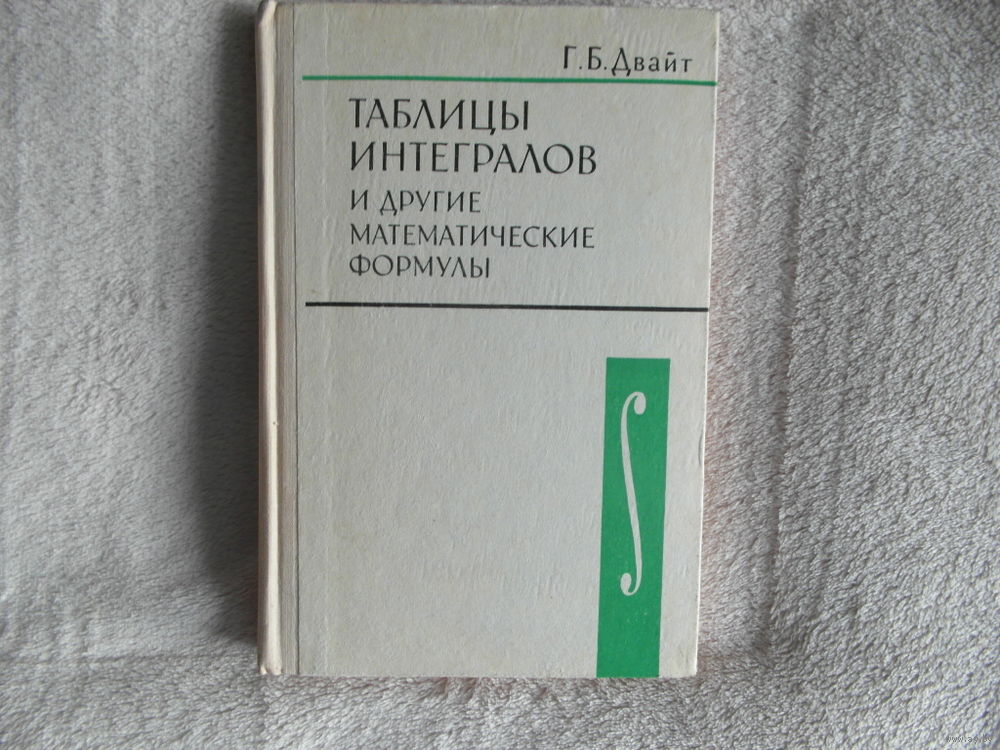 Г.Б.Двайт
ТАБЛИЦЫ
ИНТЕГРАЛОВ
И ДРУГИЕ
МАТЕМАТИЧЕСКИЕ
ФОРМУЛЫ
∫